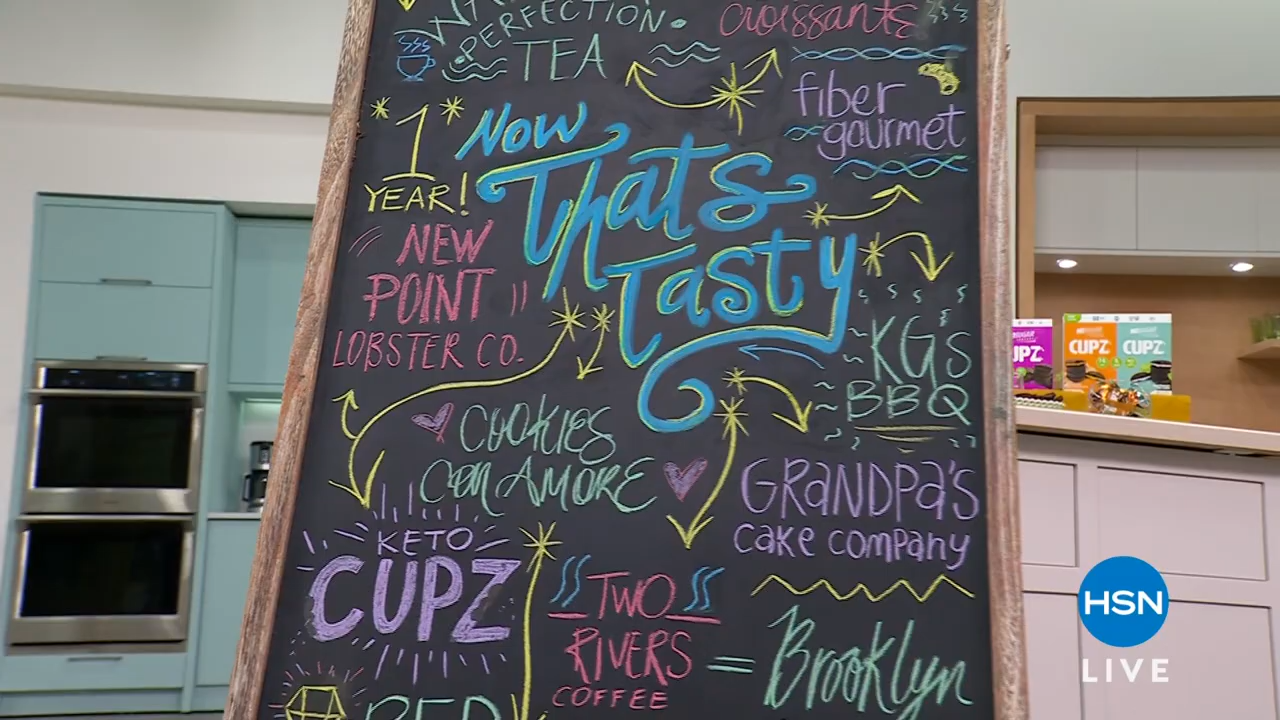 PERFECTION
TEA
croissants
fiber
gourmet
1
YEAR!
Now
Thats
Tasty
NEW
POINT
LOBSTER CO.
KG's
BBQ
COOKIES
Con AMORE
GRaNDPa'S
cake company
KETO
CUPZ
TWO
RIVERS
COFFEE
=
Brooklyn
CUPZ
CUPZ
HSN
LIVE